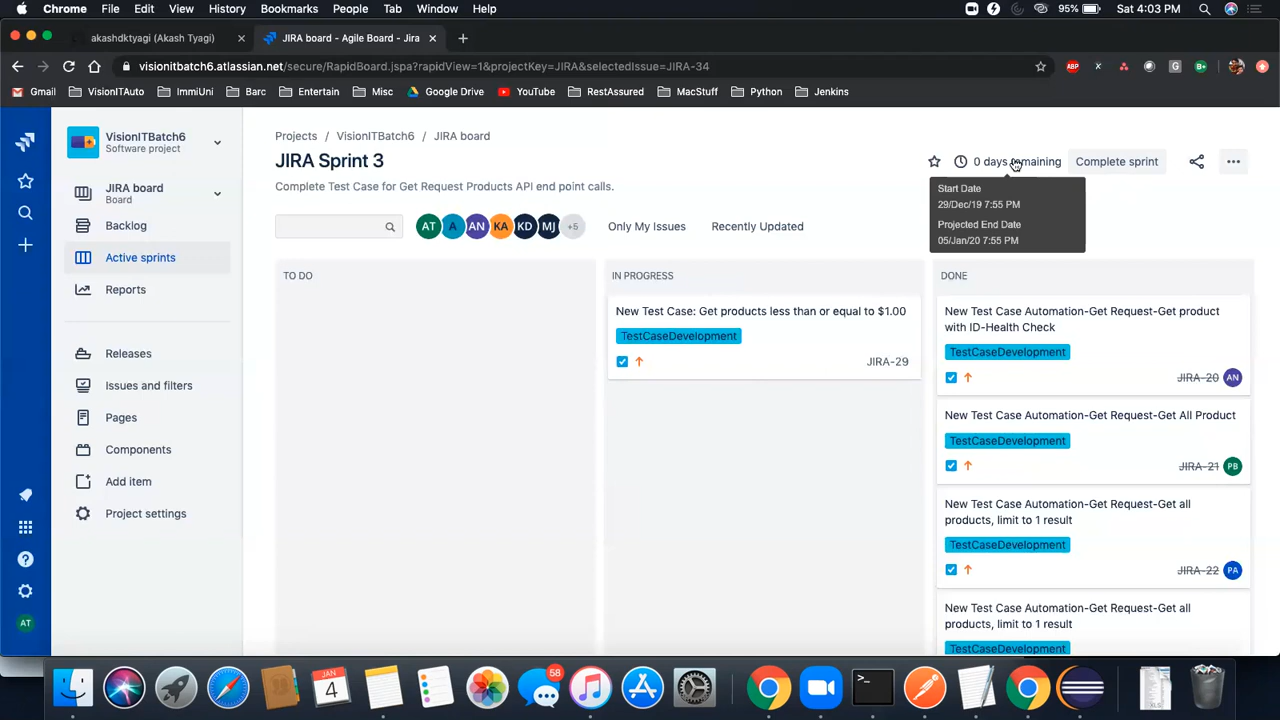 Chrome File Edit View History Bookmarks People Tab Window Help 95% Sat 4:03 PM
akashdktyagi (Akash Tyagi) JIRA board - Agile Board - Jira
visionitbatch6.atlassian.net/secure/RapidBoard.jspa?rapidView=1&projectKey=JIRA&selectedIssue=JIRA-34
ABP X G B+
Gmail VisionITAuto ImmiUni Barc Entertain Misc Google Drive YouTube RestAssured MacStuff Python Jenkins
VisionITBatch6
Software project
JIRA board
Board
Backlog
Active sprints
Reports
Releases
Issues and filters
Pages
Components
Add item
Project settings
AT
Projects / VisionITBatch6 / JIRA board
JIRA Sprint 3
0 days remaining Complete sprint
Complete Test Case for Get Request Products API end point calls.
Start Date
29/Dec/19 7:55 PM
Projected End Date
05/Jan/20 7:55 PM
AT A AN KA KD MJ +5 Only My Issues Recently Updated
TO DO
IN PROGRESS
New Test Case: Get products less than or equal to $1.00
TestCaseDevelopment
JIRA-29
DONE
New Test Case Automation-Get Request-Get product
with ID-Health Check
TestCaseDevelopment
JIRA-20 AN
New Test Case Automation-Get Request-Get All Product
TestCaseDevelopment
JIRA-21 PB
New Test Case Automation-Get Request-Get all
products, limit to 1 result
TestCaseDevelopment
JIRA-22 PA
New Test Case Automation-Get Request-Get all
products, limit to 1 result
TestCaseDevelopment
JAN
4
58
>_